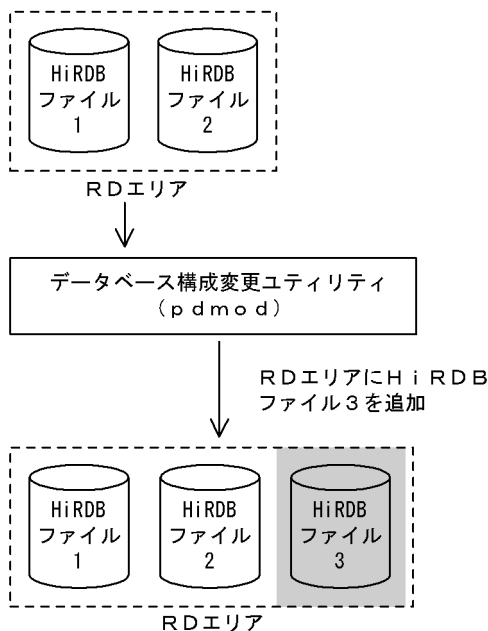 HiRDB
ファイル
1
HiRDB
ファイル
2
ＲＤエリア
データベース構成変更ユティリティ
（ｐｄｍｏｄ）
ＲＤエリアにＨｉＲＤＢ
ファイル３を追加
HiRDB
ファイル
1
HiRDB
ファイル
2
HiRDB
ファイル
3
ＲＤエリア